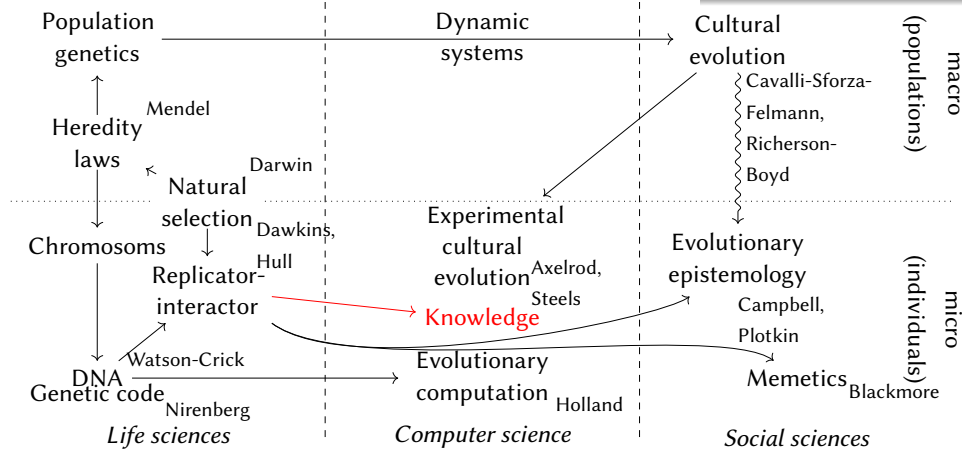 Population
genetics
Dynamic
systems
Cultural
evolution
macro
(populations)
Cavalli-Sforza-
Felmann,
Richerson-
Boyd
Mendel
Heredity
laws
Darwin
Natural
selection
Dawkins,
Hull
Chromosoms
Replicator-
interactor
Experimental
cultural
evolution
Axelrod,
Steels
Knowledge
Evolutionary
epistemology
Campbell,
Plotkin
micro
(individuals)
Watson-Crick
DNA
Genetic code
Nirenberg
Evolutionary
computation
Holland
Memetics
Blackmore
Life sciences
Computer science
Social sciences